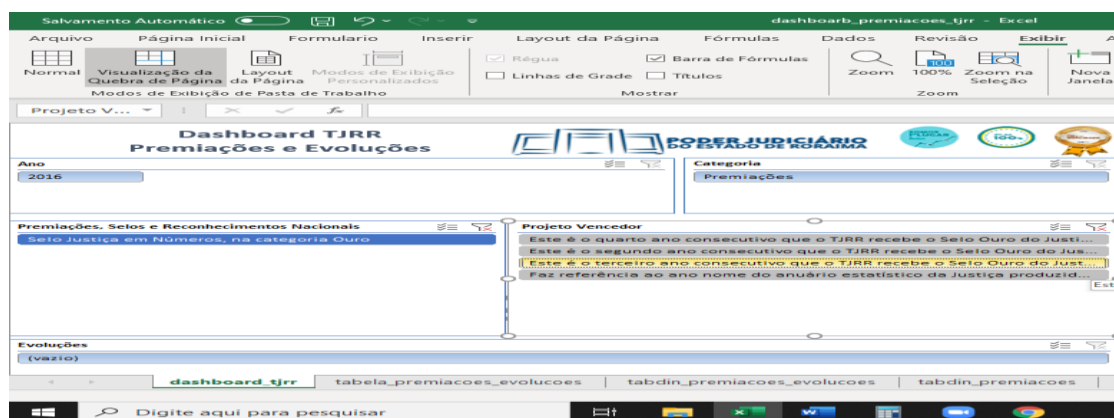 Salvamento Automático
dashboarb_premiacoes_tjrr - Excel
Arquivo Página Inicial Formulario Inserir Layout da Página Fórmulas Dados Revisão Exibir
Régua Barra de Fórmulas
Linhas de Grade Títulos
Normal Visualização da Quebra de Página Layout da Página Modos de Exibição Personalizados
Zoom 100% Zoom na Seleção Nova Janela
Modos de Exibição de Pasta de Trabalho Mostrar Zoom
Projeto V... fx
Dashboard TJRR
Premiações e Evoluções
PODER JUDICIÁRIO
DO ESTADO DE RORAIMA
100%
Ano
2016
Categoria
Premiações
Premiações, Selos e Reconhecimentos Nacionais
Selo Justiça em Números, na categoria Ouro
Projeto Vencedor
Este é o quarto ano consecutivo que o TJRR recebe o Selo Ouro do Justi...
Este é o segundo ano consecutivo que o TJRR recebe o Selo Ouro do Jus...
Este é o terceiro ano consecutivo que o TJRR recebe o Selo Ouro do Just...
Faz referência ao ano nome do anuário estatístico da Justiça produzid...
Est
Evoluções
(vazio)
dashboard_tjrr tabela_premiacoes_evolucoes tabdin_premiacoes_evolucoes tabdin_premiacoes
Digite aqui para pesquisar